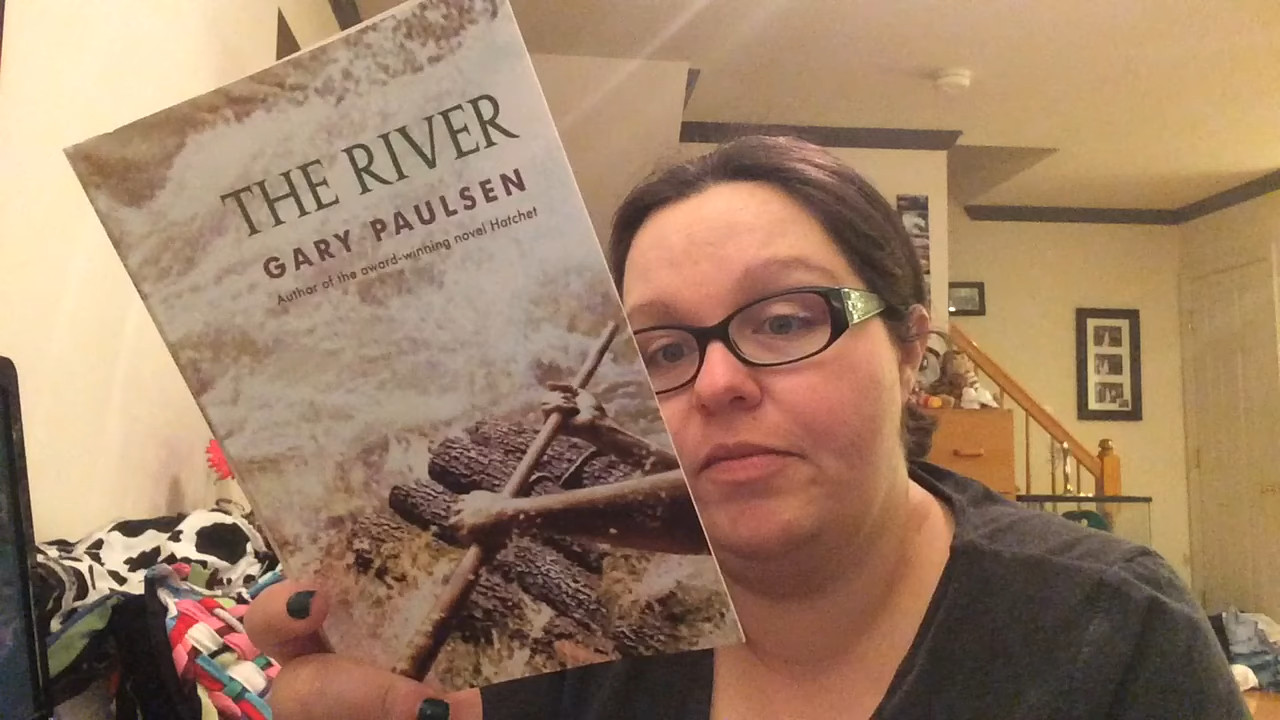 THE RIVER
GARY PAULSEN
Author of the award-winning novel Hatchet